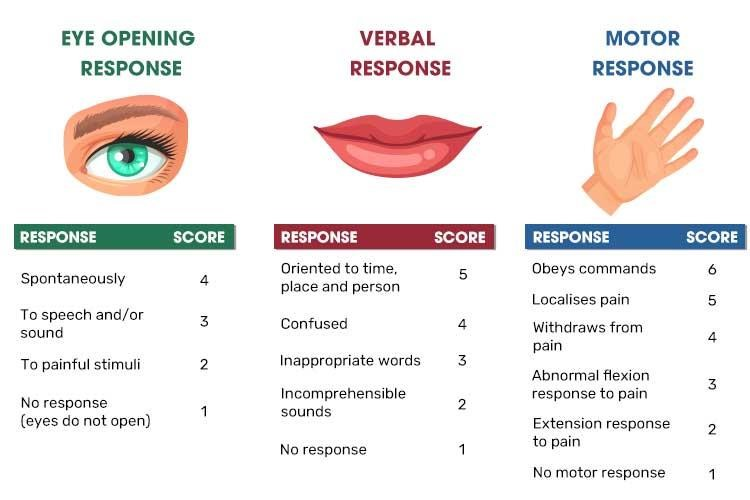 EYE OPENING
RESPONSE
RESPONSE SCORE
Spontaneously 4
To speech and/or
sound 3
To painful stimuli 2
No response
(eyes do not open) 1
VERBAL
RESPONSE
RESPONSE SCORE
Oriented to time,
place and person 5
Confused 4
Inappropriate words 3
Incomprehensible
sounds 2
No response 1
MOTOR
RESPONSE
RESPONSE SCORE
Obeys commands 6
Localises pain 5
Withdraws from
pain 4
Abnormal flexion
response to pain 3
Extension response
to pain 2
No motor response 1